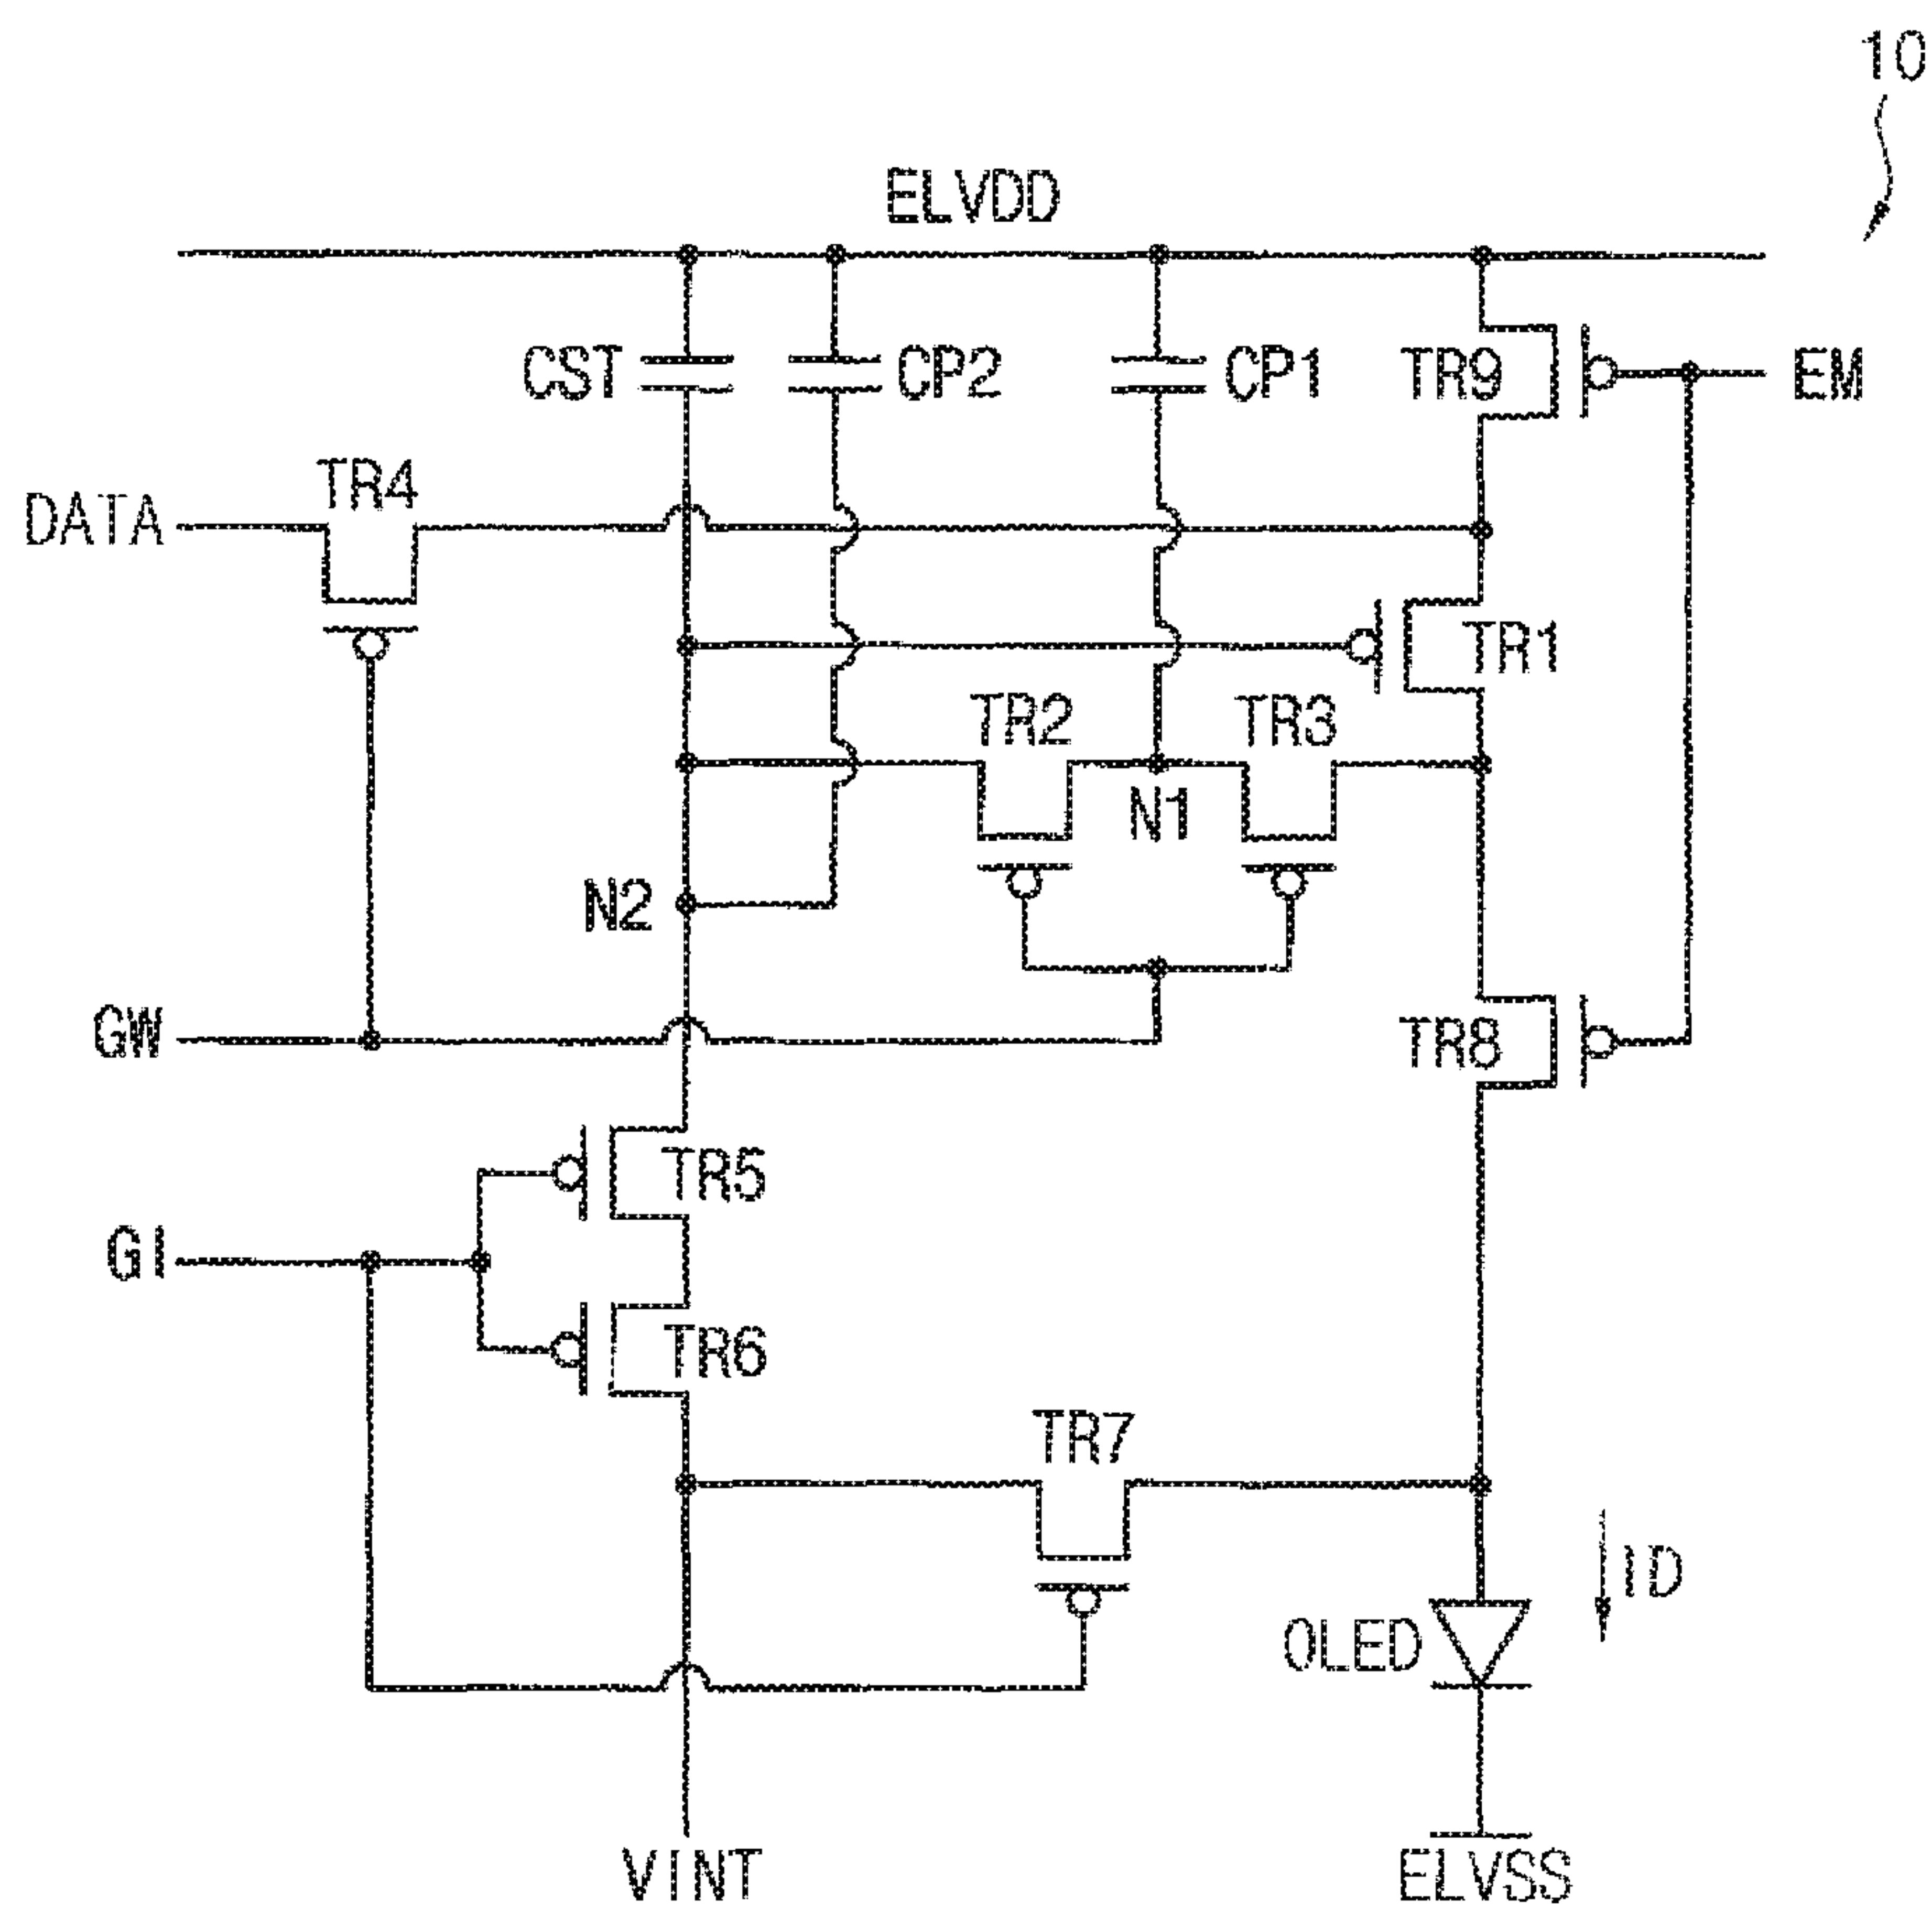 10
ELVDD
CST
CP2
CP1
TR9
EM
DATA
TR4
TR1
TR2
TR3
N1
N2
GW
TR8
TR5
GI
TR6
TR7
ID
OLED
VINT
ELVSS